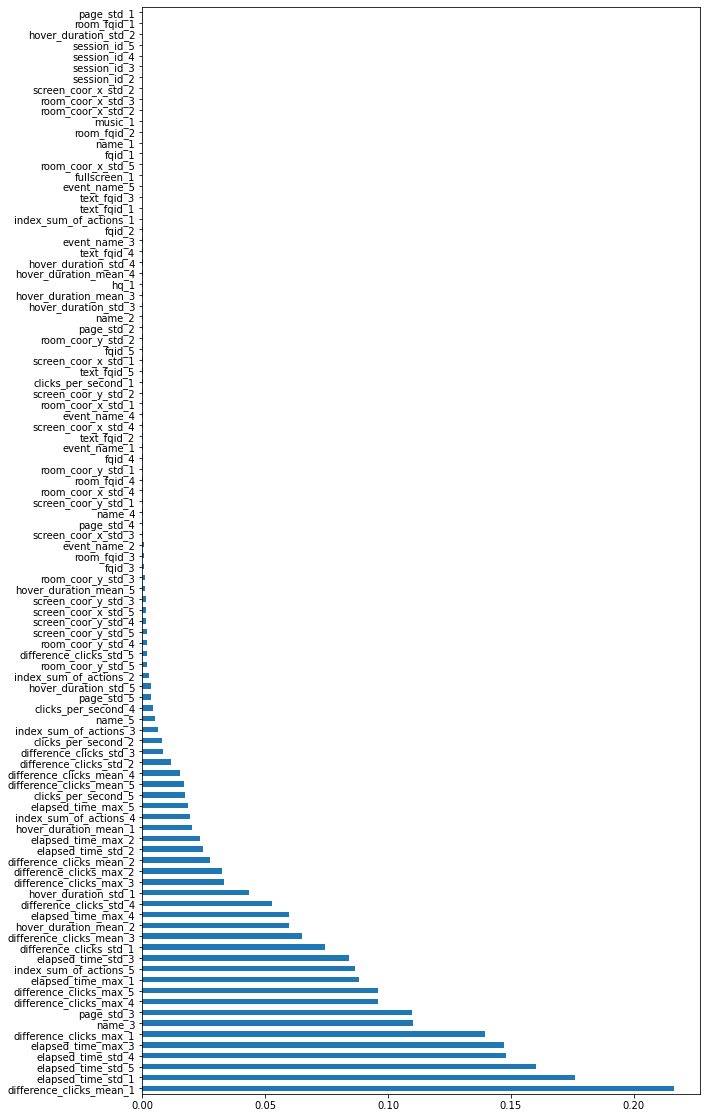 page_std_1
room_fqid_1
hover_duration_std_2
session_id_5
session_id_4
session_id_3
session_id_2
screen_coor_x_std_2
room_coor_x_std_3
room_coor_x_std_2
music_1
room_fqid_2
name_1
fqid_1
room_coor_x_std_5
fullscreen_1
event_name_5
text_fqid_3
text_fqid_1
index_sum_of_actions_1
fqid_2
event_name_3
text_fqid_4
hover_duration_std_4
hover_duration_mean_4
hq_1
hover_duration_mean_3
hover_duration_std_3
name_2
page_std_2
room_coor_y_std_2
fqid_5
screen_coor_x_std_1
text_fqid_5
clicks_per_second_1
screen_coor_y_std_2
room_coor_x_std_1
event_name_4
screen_coor_x_std_4
text_fqid_2
event_name_1
fqid_4
room_coor_y_std_1
room_fqid_4
room_coor_x_std_4
screen_coor_y_std_1
name_4
page_std_4
screen_coor_x_std_3
event_name_2
room_fqid_3
fqid_3
room_coor_y_std_3
hover_duration_mean_5
screen_coor_y_std_3
screen_coor_x_std_5
screen_coor_y_std_4
screen_coor_y_std_5
room_coor_y_std_4
difference_clicks_std_5
room_coor_y_std_5
index_sum_of_actions_2
hover_duration_std_5
page_std_5
clicks_per_second_4
name_5
index_sum_of_actions_3
clicks_per_second_2
difference_clicks_std_3
difference_clicks_std_2
difference_clicks_mean_4
difference_clicks_mean_5
clicks_per_second_5
elapsed_time_max_5
index_sum_of_actions_4
hover_duration_mean_1
elapsed_time_max_2
elapsed_time_std_2
difference_clicks_mean_2
difference_clicks_max_2
difference_clicks_max_3
hover_duration_std_1
difference_clicks_std_4
elapsed_time_max_4
hover_duration_mean_2
difference_clicks_mean_3
difference_clicks_std_1
elapsed_time_std_3
index_sum_of_actions_5
elapsed_time_max_1
difference_clicks_max_5
difference_clicks_max_4
page_std_3
name_3
difference_clicks_max_1
elapsed_time_max_3
elapsed_time_std_4
elapsed_time_std_5
elapsed_time_std_1
difference_clicks_mean_1
0.00 0.05 0.10 0.15 0.20